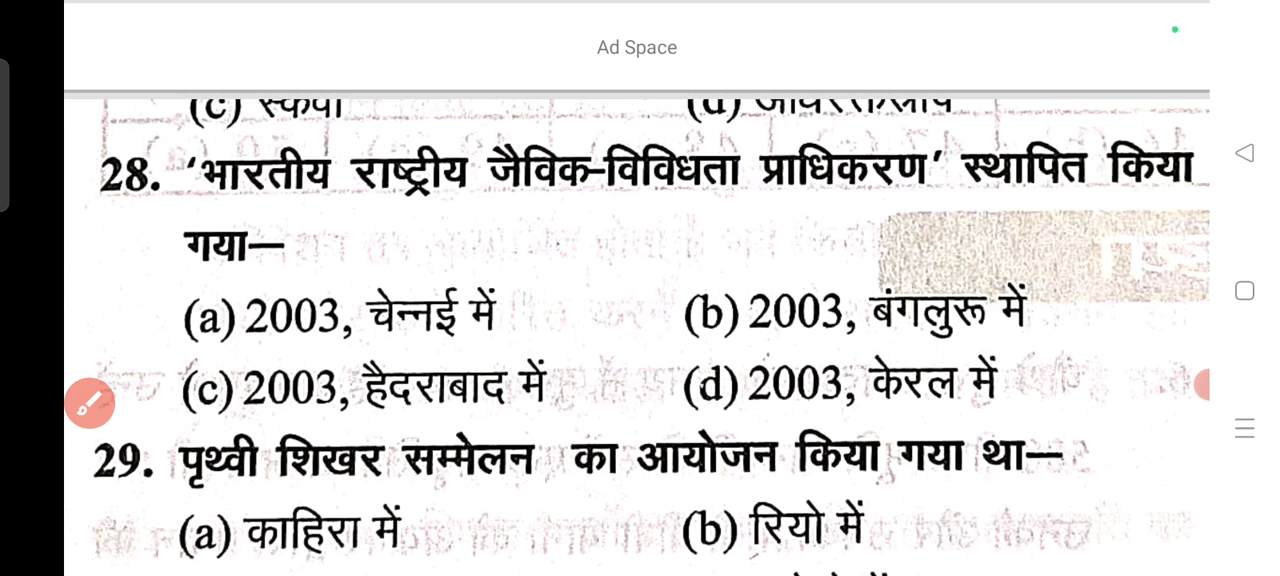 Ad Space
28. ‘भारतीय राष्ट्रीय जैविक-विविधता प्राधिकरण’ स्थापित किया
गया—
(a) 2003, चेन्नई में (b) 2003, बंगलुरू में
(c) 2003, हैदराबाद में (d) 2003, केरल में
29. पृथ्वी शिखर सम्मेलन का आयोजन किया गया था—
(a) काहिरा में (b) रियो में